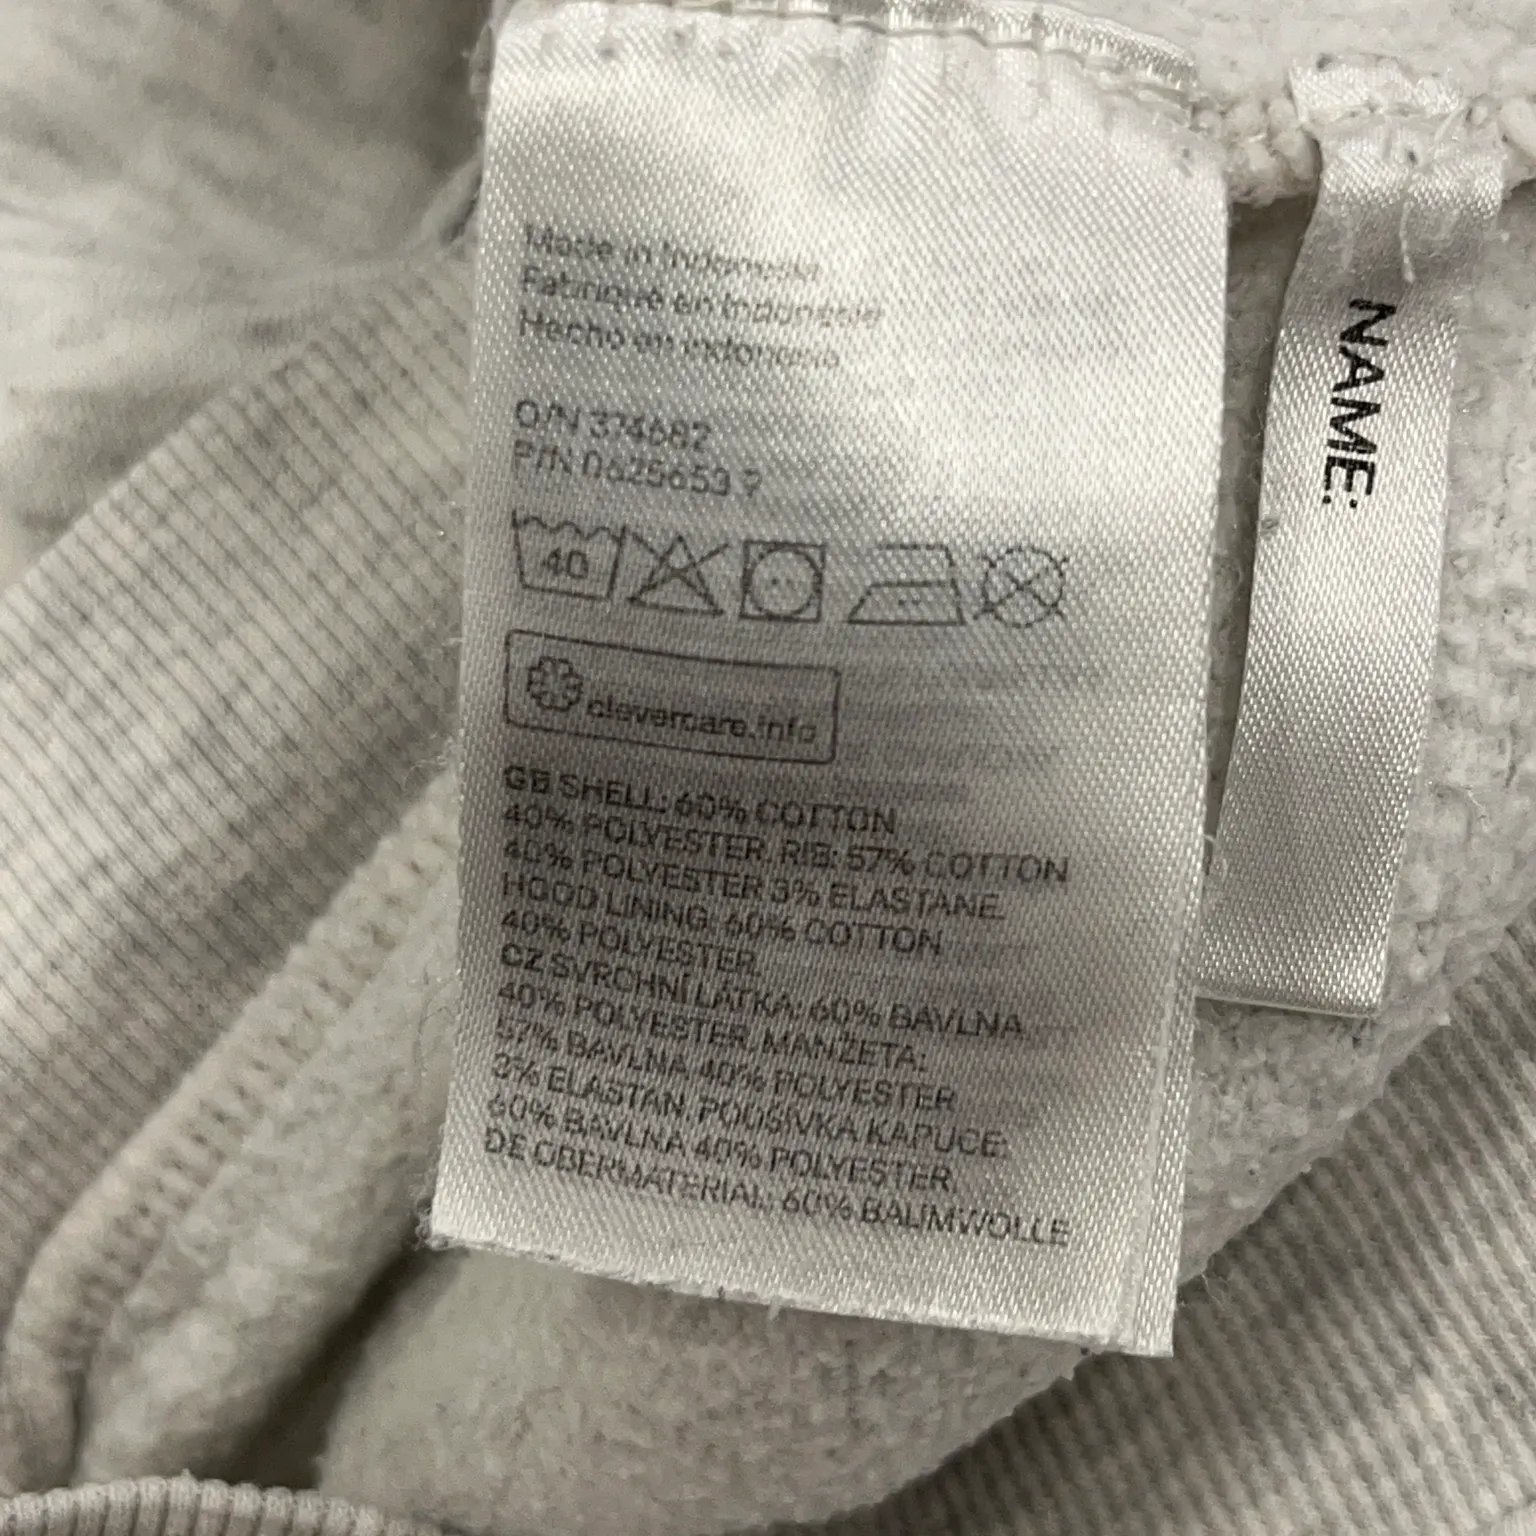 Made in Indonesia
Fabriqué en Indonésie
Hecho en Indonesia
O/N 374682
P/N 0625653
40
clevercare.info
GB SHELL: 60% COTTON
40% POLYESTER. RIB: 57% COTTON
40% POLYESTER 3% ELASTANE.
HOOD LINING: 60% COTTON
40% POLYESTER.
CZ SVRCHNÍ LÁTKA: 60% BAVLNA
40% POLYESTER. MANŽETA:
57% BAVLNA 40% POLYESTER
3% ELASTAN. PODŠÍVKA KAPUCE:
60% BAVLNA 40% POLYESTER.
DE OBERMATERIAL: 60% BAUMWOLLE
NAME: